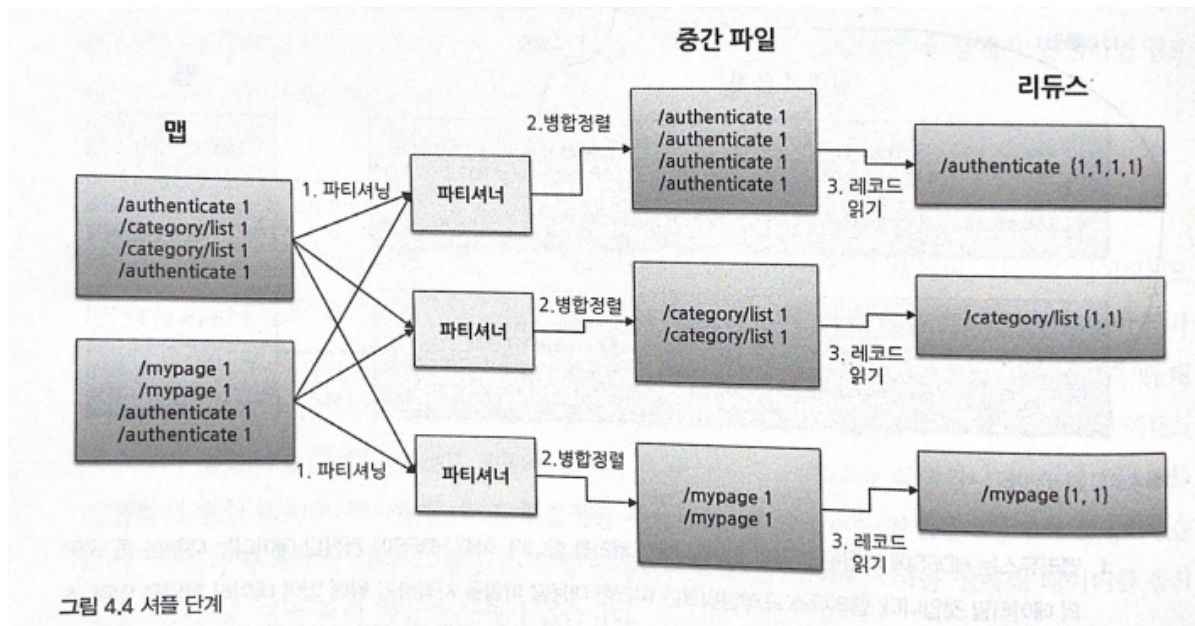 맵
/authenticate 1
/category/list 1
/category/list 1
/authenticate 1
/mypage 1
/mypage 1
/authenticate 1
/authenticate 1
1. 파티셔닝
1. 파티셔닝
파티셔너
파티셔너
파티셔너
2.병합정렬
2.병합정렬
2.병합정렬
중간 파일
/authenticate 1
/authenticate 1
/authenticate 1
/authenticate 1
/category/list 1
/category/list 1
/mypage 1
/mypage 1
3. 레코드
읽기
3. 레코드
읽기
3. 레코드
읽기
리듀스
/authenticate {1,1,1,1}
/category/list {1,1}
/mypage {1, 1}
그림 4.4 셔플 단계